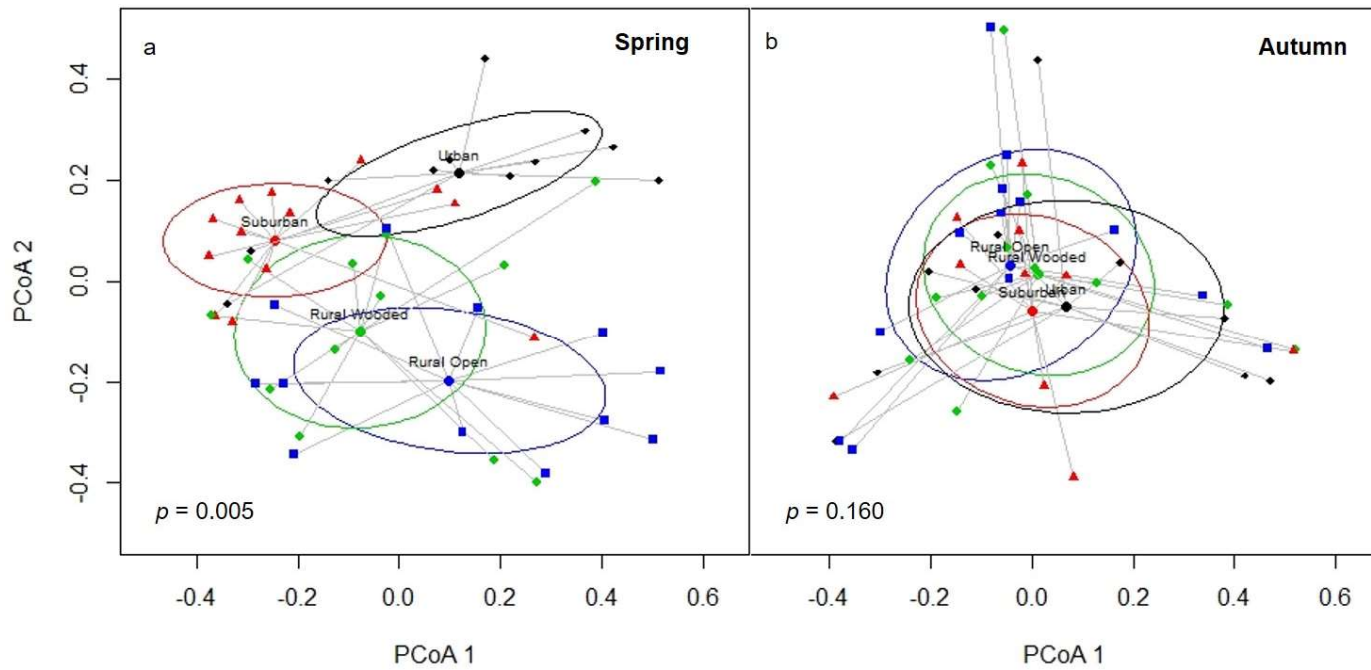 a
Spring
b
Autumn
PCoA 2
0.4
0.2
0.0
-0.2
-0.4
Urban
Suburban
Rural Wooded
Rural Open
Rural Open
Rural Wooded
Suburban
Urban
p = 0.005
p = 0.160
-0.4 -0.2 0.0 0.2 0.4 0.6
-0.4 -0.2 0.0 0.2 0.4 0.6
PCoA 1
PCoA 1